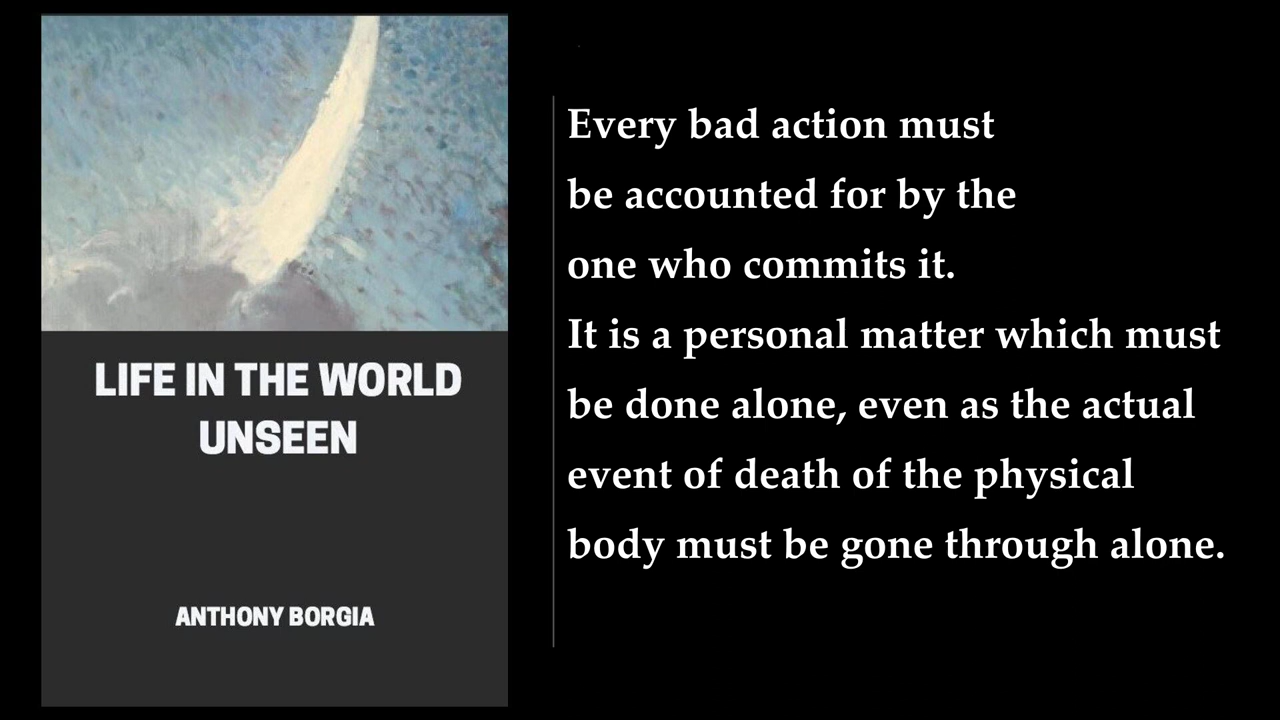 LIFE IN THE WORLD
UNSEEN
ANTHONY BORGIA
Every bad action must
be accounted for by the
one who commits it.
It is a personal matter which must
be done alone, even as the actual
event of death of the physical
body must be gone through alone.